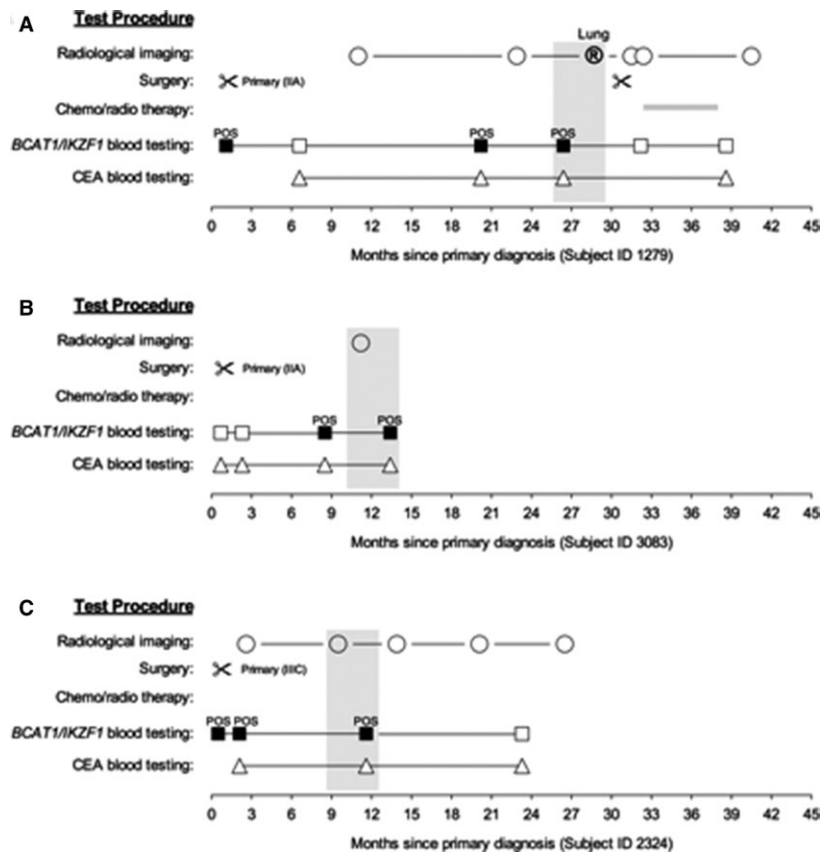 A
Test Procedure
Lung
Radiological imaging:
®
Surgery:
Primary (IIA)
Chemo/radio therapy:
POS POS POS
BCAT1/IKZF1 blood testing:
CEA blood testing:
0 3 6 9 12 15 18 21 24 27 30 33 36 39 42 45
Months since primary diagnosis (Subject ID 1279)
B
Test Procedure
Radiological imaging:
Surgery:
Primary (IIA)
Chemo/radio therapy:
POS POS
BCAT1/IKZF1 blood testing:
CEA blood testing:
0 3 6 9 12 15 18 21 24 27 30 33 36 39 42 45
Months since primary diagnosis (Subject ID 3083)
C
Test Procedure
Radiological imaging:
Surgery:
Primary (IIIC)
Chemo/radio therapy:
POS POS POS
BCAT1/IKZF1 blood testing:
CEA blood testing:
0 3 6 9 12 15 18 21 24 27 30 33 36 39 42 45
Months since primary diagnosis (Subject ID 2324)